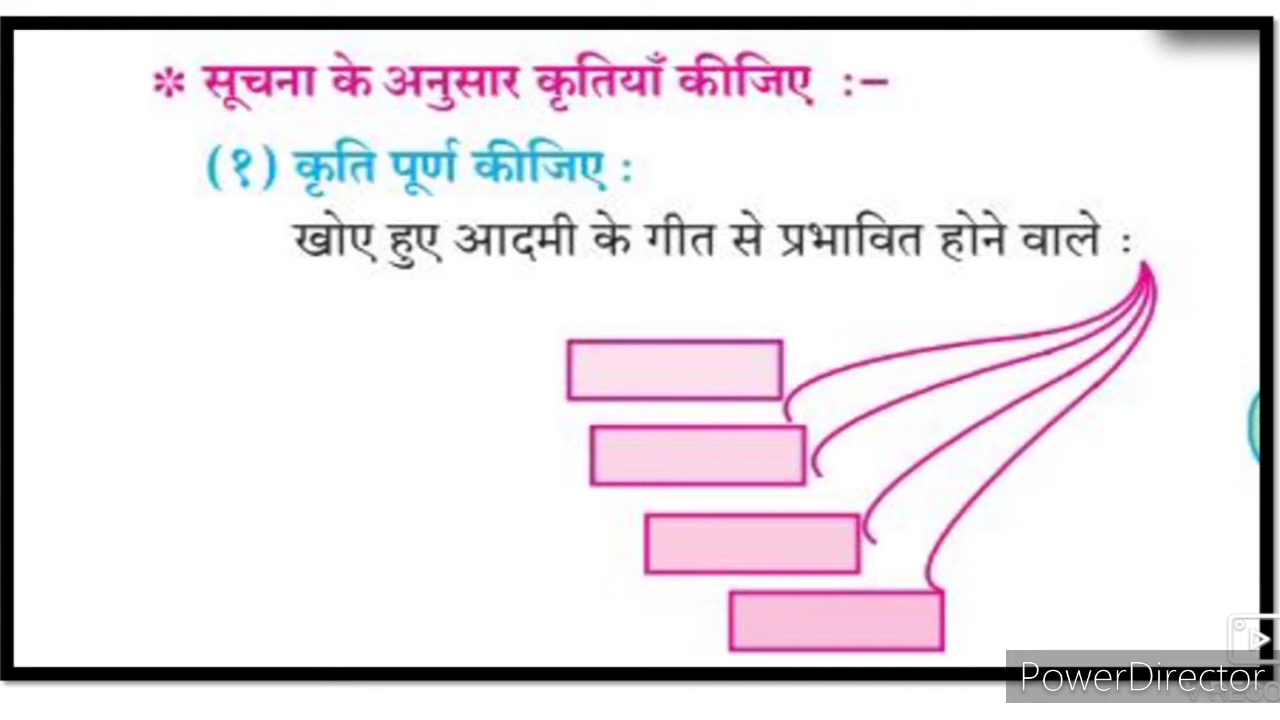 * सूचना के अनुसार कृतियाँ कीजिए :-
(१) कृति पूर्ण कीजिए :
खोए हुए आदमी के गीत से प्रभावित होने वाले :
PowerDirector